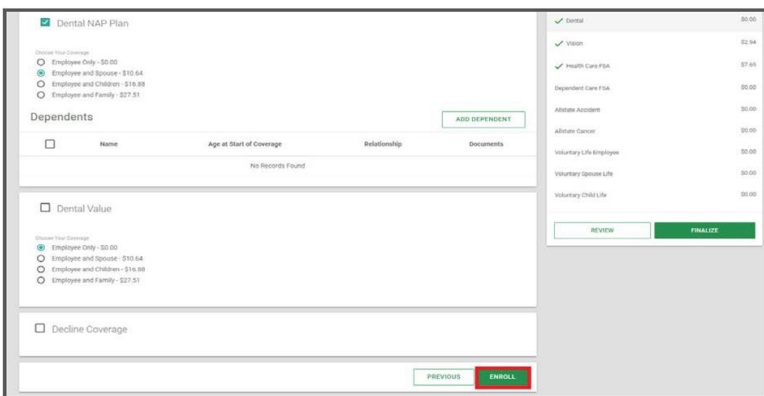 Dental NAP Plan
Choose Your Coverage
Employee Only - $0.00
Employee and Spouse - $10.64
Employee and Children - $16.88
Employee and Family - $27.51
Dependents
ADD DEPENDENT
Name Age at Start of Coverage Relationship Documents
No Records Found
Dental Value
Choose Your Coverage
Employee Only - $0.00
Employee and Spouse - $10.64
Employee and Children - $16.88
Employee and Family - $27.51
Decline Coverage
PREVIOUS ENROLL
Dental $0.00
Vision $2.94
Health Care FSA $7.69
Dependent Care FSA $0.00
Allstate Accident $0.00
Allstate Cancer $0.00
Voluntary Life Employee $0.00
Voluntary Spouse Life $0.00
Voluntary Child Life $0.00
REVIEW FINALIZE